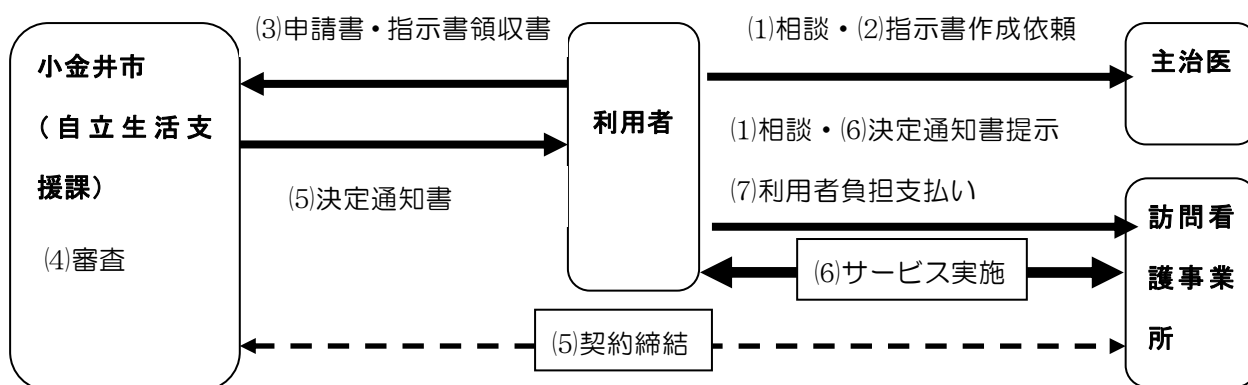 ⑶申請書・指示書領収書
⑴相談・⑵指示書作成依頼
小金井市
（自立生活支
援課）
⑷審査
利用者
主治医
⑴相談・⑹決定通知書提示
⑸決定通知書
⑺利用者負担支払い
訪問看
護事業
所
⑹サービス実施
⑸契約締結